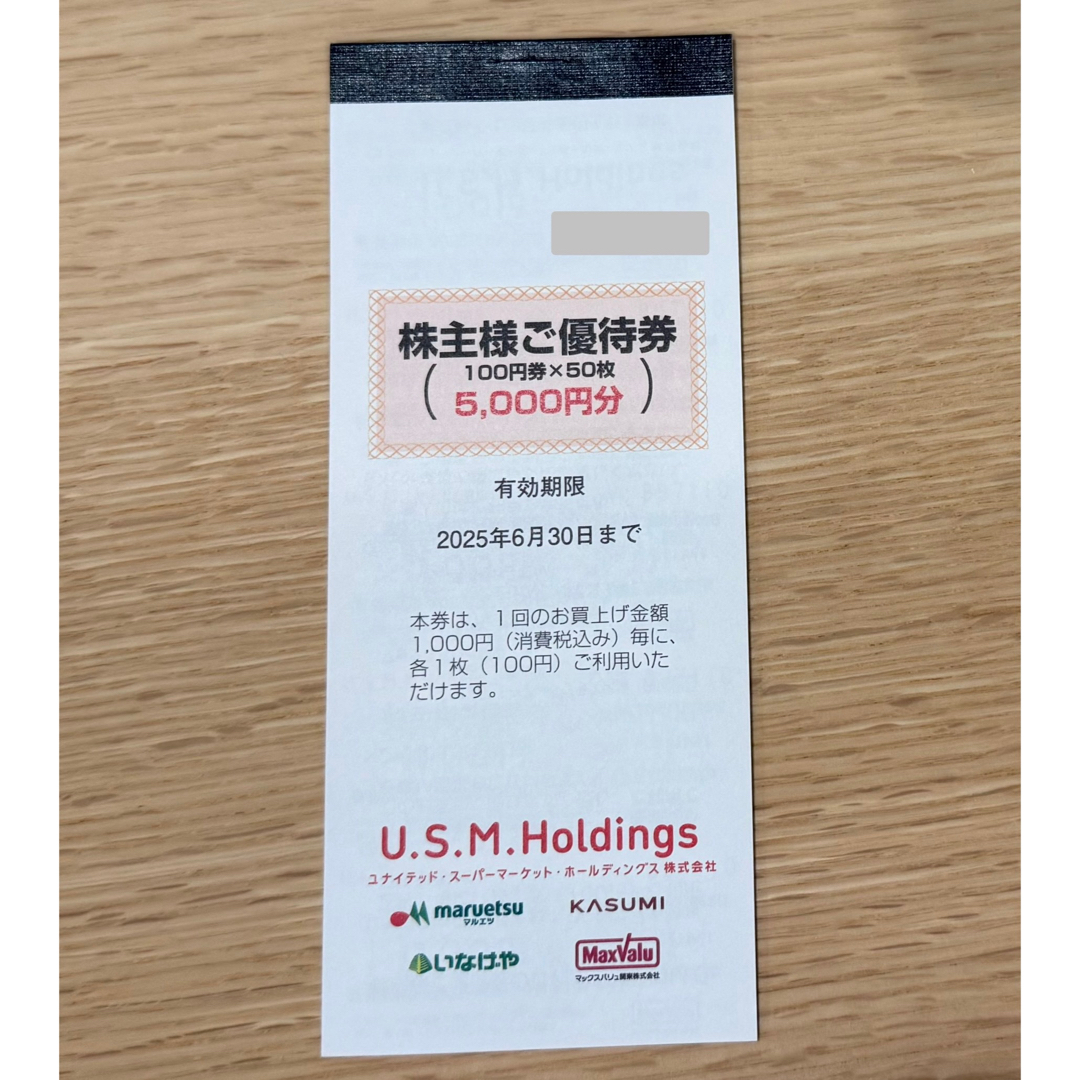 株主様ご優待券
(100円券×50枚
5,000円分)
有効期限
2025年6月30日まで
本券は、1回のお買上げ金額
1,000円(消費税込み)毎に、
各1枚(100円)ご利用いた
だけます。
U.S.M.Holdings
ユナイテッド・スーパーマーケット・ホールディングス 株式会社
maruetsu
マルエツ
KASUMI
いなげや
MaxValu
マックスバリュ関東株式会社